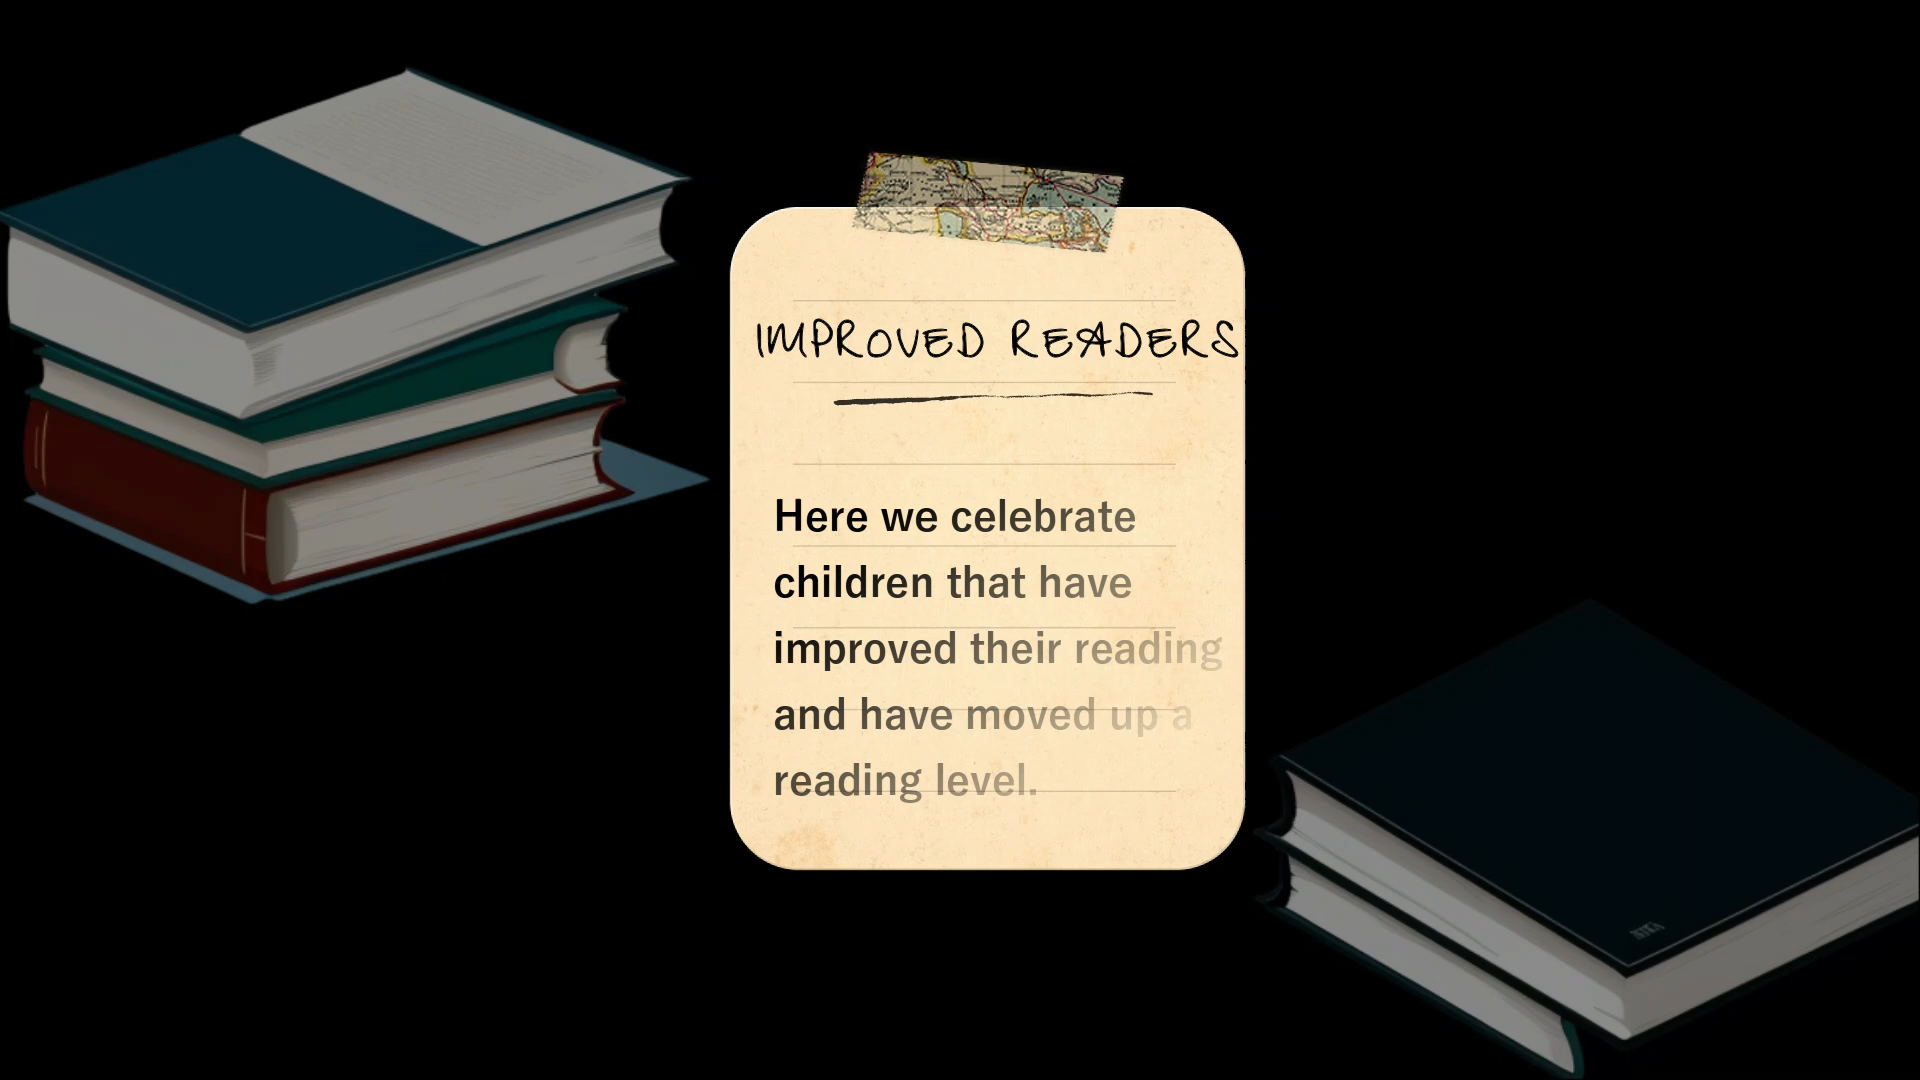 IMPROVED READERS
Here we celebrate
children that have
improved their reading
and have moved up a
reading level.